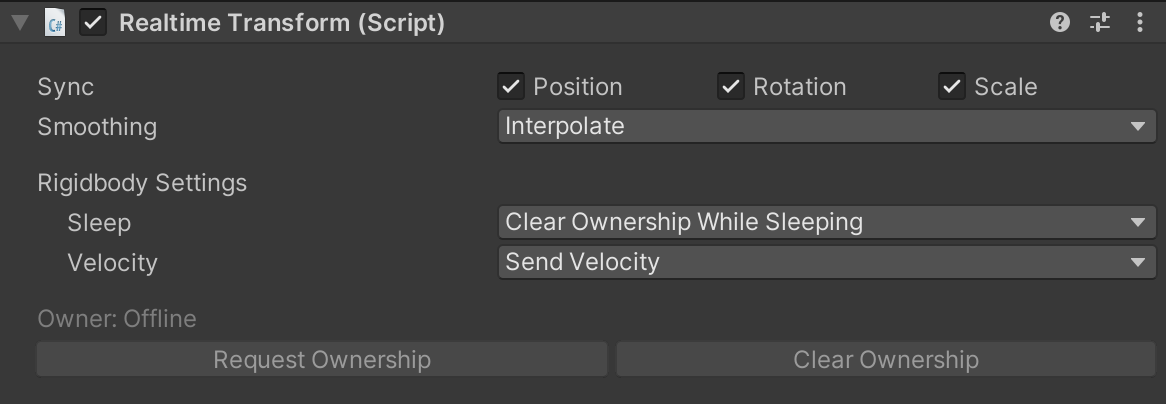 Realtime Transform (Script)
Sync Position Rotation Scale
Smoothing Interpolate
Rigidbody Settings
Sleep Clear Ownership While Sleeping
Velocity Send Velocity
Owner: Offline
Request Ownership Clear Ownership